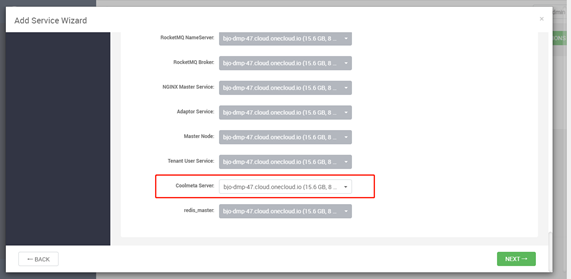 Add Service Wizard
×
RocketMQ NameServer: bjo-dmp-47.cloud.onecloud.io (15.6 GB, 8 ...
RocketMQ Broker: bjo-dmp-47.cloud.onecloud.io (15.6 GB, 8 ...
NGINX Master Service: bjo-dmp-47.cloud.onecloud.io (15.6 GB, 8 ...
Adaptor Service: bjo-dmp-47.cloud.onecloud.io (15.6 GB, 8 ...
Master Node: bjo-dmp-47.cloud.onecloud.io (15.6 GB, 8 ...
Tenant User Service: bjo-dmp-47.cloud.onecloud.io (15.6 GB, 8 ...
Coolmeta Server: bjo-dmp-47.cloud.onecloud.io (15.6 GB, 8 ...
redis_master: bjo-dmp-47.cloud.onecloud.io (15.6 GB, 8 ...
← BACK
NEXT →